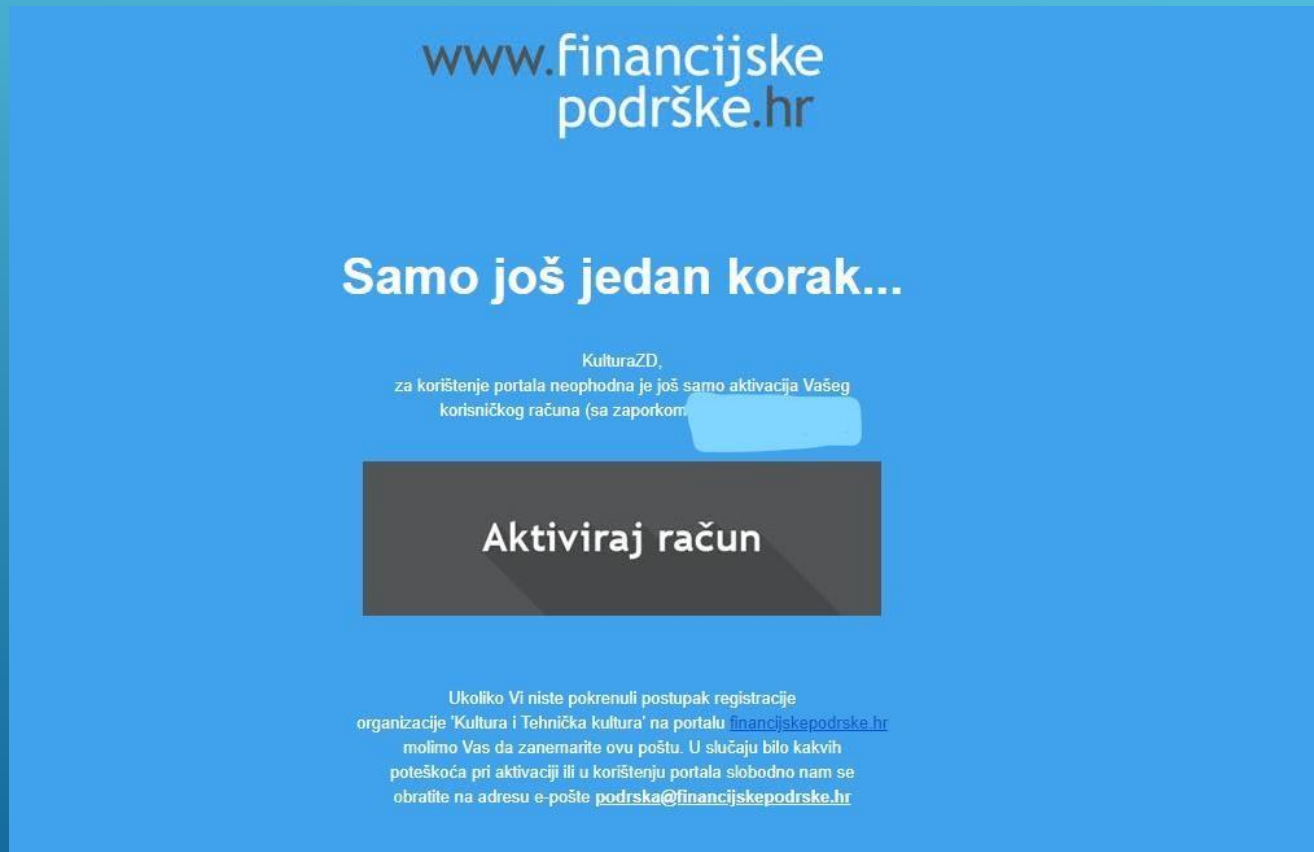 www.financijske
podrške.hr
Samo još jedan korak...
KulturaZD,
za korištenje portala neophodna je još samo aktivacija Vašeg
korisničkog računa (sa zaporkom
Aktiviraj račun
Ukoliko Vi niste pokrenuli postupak registracije
organizacije 'Kultura i Tehnička kultura' na portalu financijskepodrske.hr
molimo Vas da zanemarite ovu poštu. U slučaju bilo kakvih
poteškoća pri aktivaciji ili u korištenju portala slobodno nam se
obratite na adresu e-pošte podrska@financijskepodrske.hr